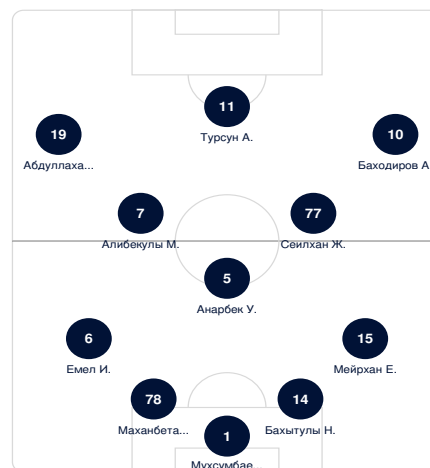 11
Турсун А.
19
Абдуллаха...
10
Баходиров А
7
Алибекулы М.
77
Сеилхан Ж.
5
Анарбек У.
6
Емел И.
15
Мейрхан Е.
78
Маханбета...
14
Бахытулы Н.
1
Мухсумбае...